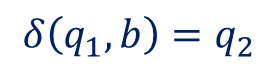 δ(q₁, b) = q₂